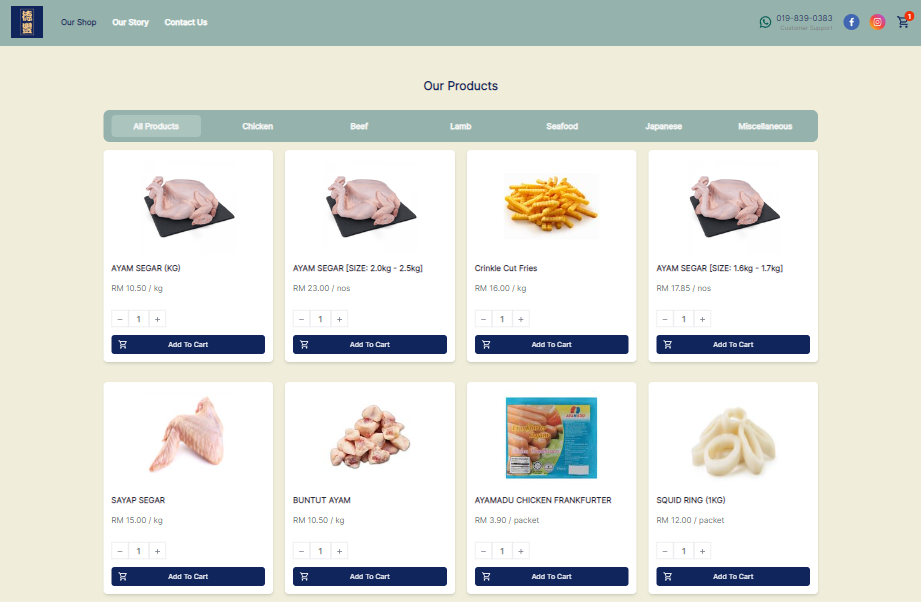 德
盟
Our Shop
Our Story
Contact Us
019-839-0383
Customer Support
1
Our Products
All Products
Chicken
Beef
Lamb
Seafood
Japanese
Miscellaneous
AYAM SEGAR (KG)
RM 10.50 / kg
− 1 +
Add To Cart
AYAM SEGAR [SIZE: 2.0kg - 2.5kg]
RM 23.00 / nos
− 1 +
Add To Cart
Crinkle Cut Fries
RM 16.00 / kg
− 1 +
Add To Cart
AYAM SEGAR [SIZE: 1.6kg - 1.7kg]
RM 17.85 / nos
− 1 +
Add To Cart
SAYAP SEGAR
RM 15.00 / kg
− 1 +
Add To Cart
BUNTUT AYAM
RM 10.50 / kg
− 1 +
Add To Cart
AYAMADU CHICKEN FRANKFURTER
RM 3.90 / packet
− 1 +
Add To Cart
SQUID RING (1KG)
RM 12.00 / packet
− 1 +
Add To Cart